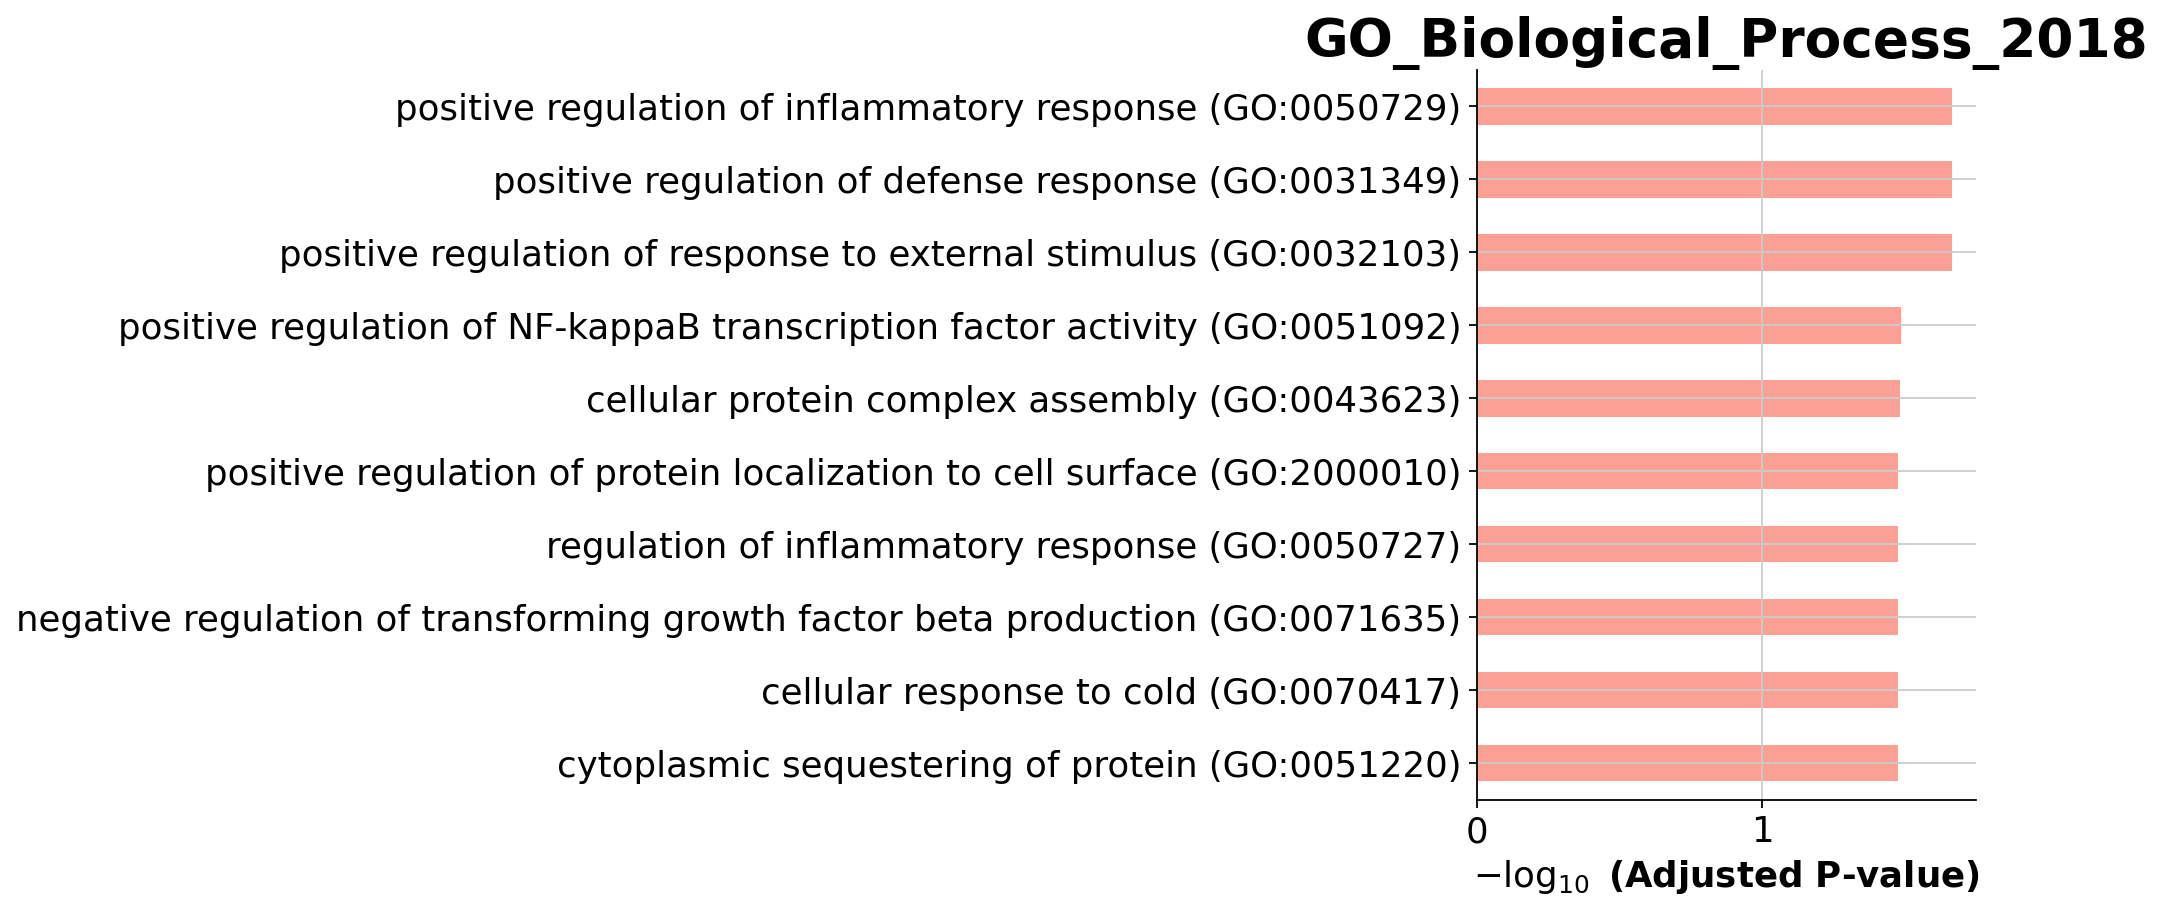 GO_Biological_Process_2018
positive regulation of inflammatory response (GO:0050729)
positive regulation of defense response (GO:0031349)
positive regulation of response to external stimulus (GO:0032103)
positive regulation of NF-kappaB transcription factor activity (GO:0051092)
cellular protein complex assembly (GO:0043623)
positive regulation of protein localization to cell surface (GO:2000010)
regulation of inflammatory response (GO:0050727)
negative regulation of transforming growth factor beta production (GO:0071635)
cellular response to cold (GO:0070417)
cytoplasmic sequestering of protein (GO:0051220)
0 1
−log₁₀ (Adjusted P-value)